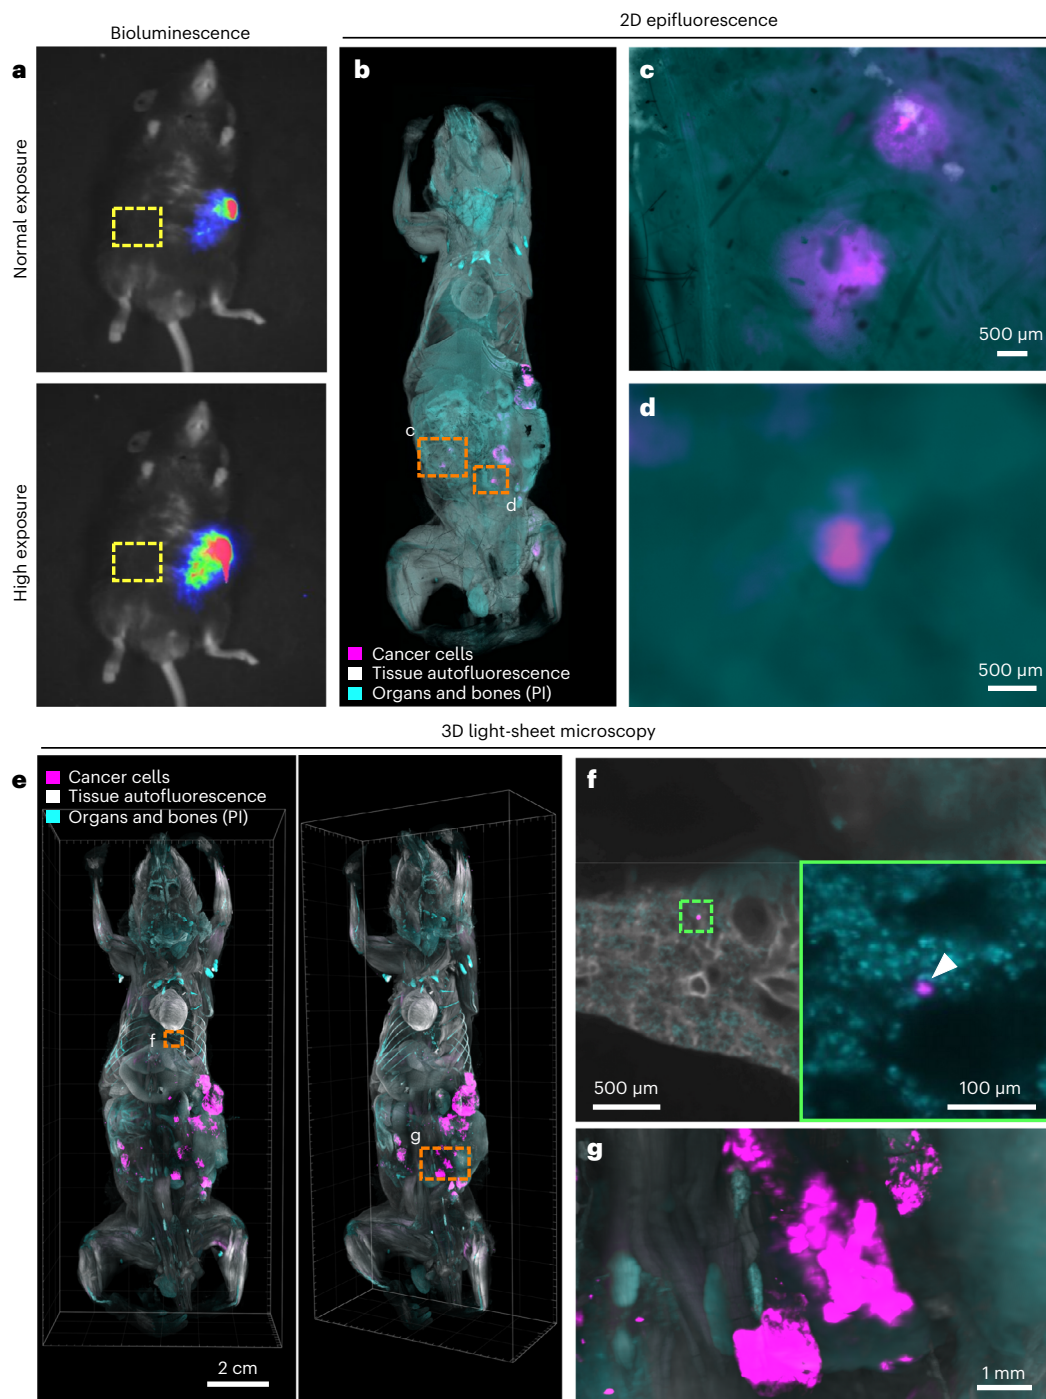 Bioluminescence
2D epifluorescence
a
Normal exposure
High exposure
b
c
d
Cancer cells
Tissue autofluorescence
Organs and bones (PI)
c
500 µm
d
500 µm
3D light-sheet microscopy
e
Cancer cells
Tissue autofluorescence
Organs and bones (PI)
f
2 cm
g
f
500 µm
100 µm
g
1 mm